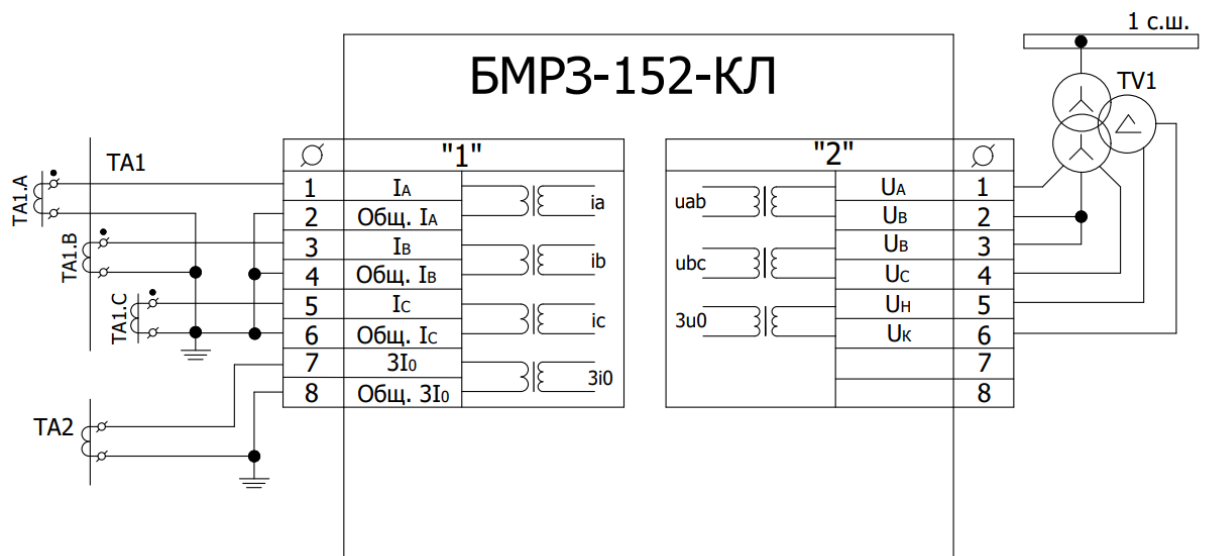 1 с.ш.
БМРЗ-152-КЛ
TV1
TA1
TA1.A
TA1.B
TA1.C
TA2
"1"
1 IA
2 Общ. IA
ia
3 IB
4 Общ. IB
ib
5 IC
6 Общ. IC
ic
7 3I0
8 Общ. 3I0
3i0
"2"
uab
UA 1
UB 2
ubc
UB 3
UC 4
3u0
UН 5
UК 6
7
8